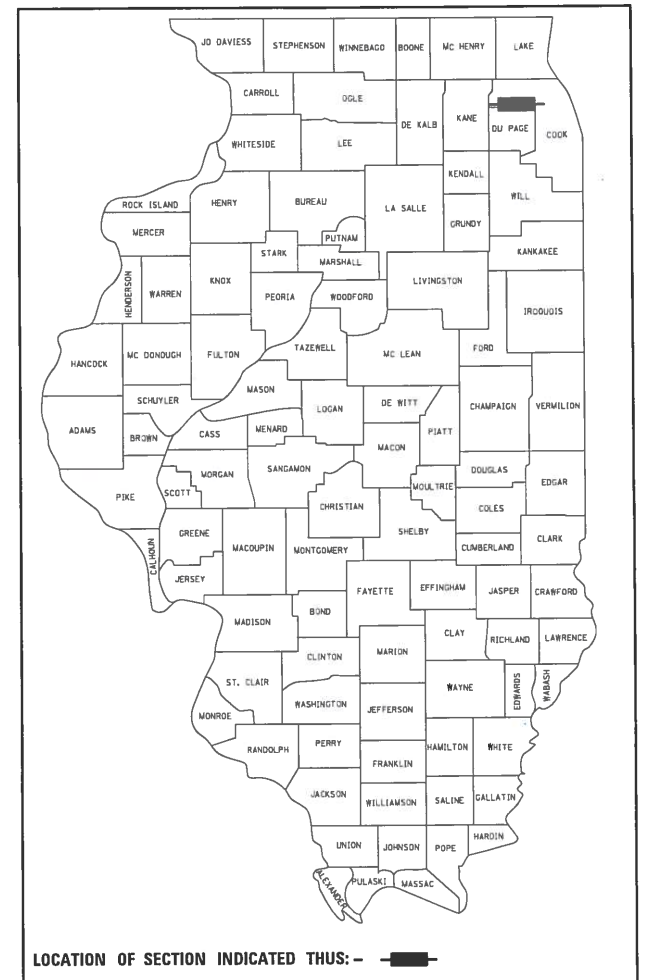 JO DAVIESS STEPHENSON WINNEBAGO BOONE MC HENRY LAKE
CARROLL OGLE DE KALB KANE DU PAGE COOK
WHITESIDE LEE
KENDALL WILL
ROCK ISLAND HENRY BUREAU LA SALLE GRUNDY
MERCER PUTNAM KANKAKEE
STARK MARSHALL
HENDERSON WARREN KNOX PEORIA WOODFORD LIVINGSTON IROQUOIS
HANCOCK MC DONOUGH FULTON TAZEWELL MC LEAN FORD
MASON
SCHUYLER LOGAN DE WITT CHAMPAIGN VERMILION
ADAMS BROWN CASS MENARD MACON PIATT
MORGAN SANGAMON DOUGLAS EDGAR
PIKE SCOTT CHRISTIAN MOULTRIE COLES
GREENE MACOUPIN MONTGOMERY SHELBY CUMBERLAND CLARK
CALHOUN JERSEY FAYETTE EFFINGHAM JASPER CRAWFORD
MADISON BOND CLAY RICHLAND LAWRENCE
CLINTON MARION
ST. CLAIR WASHINGTON WAYNE EDWARDS WABASH
MONROE JEFFERSON
RANDOLPH PERRY FRANKLIN HAMILTON WHITE
JACKSON WILLIAMSON SALINE GALLATIN
UNION JOHNSON POPE HARDIN
ALEXANDER PULASKI MASSAC
LOCATION OF SECTION INDICATED THUS: -